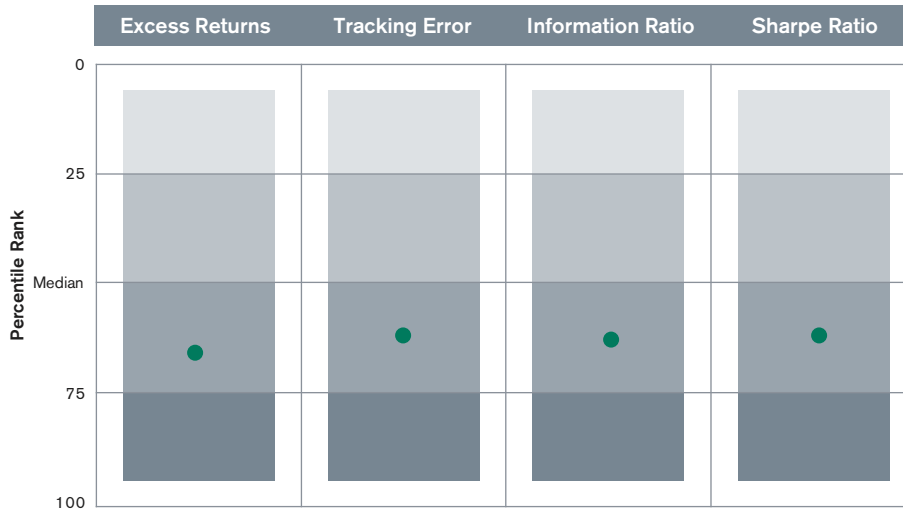 Excess Returns
Tracking Error
Information Ratio
Sharpe Ratio
0
25
Median
75
100
Percentile Rank